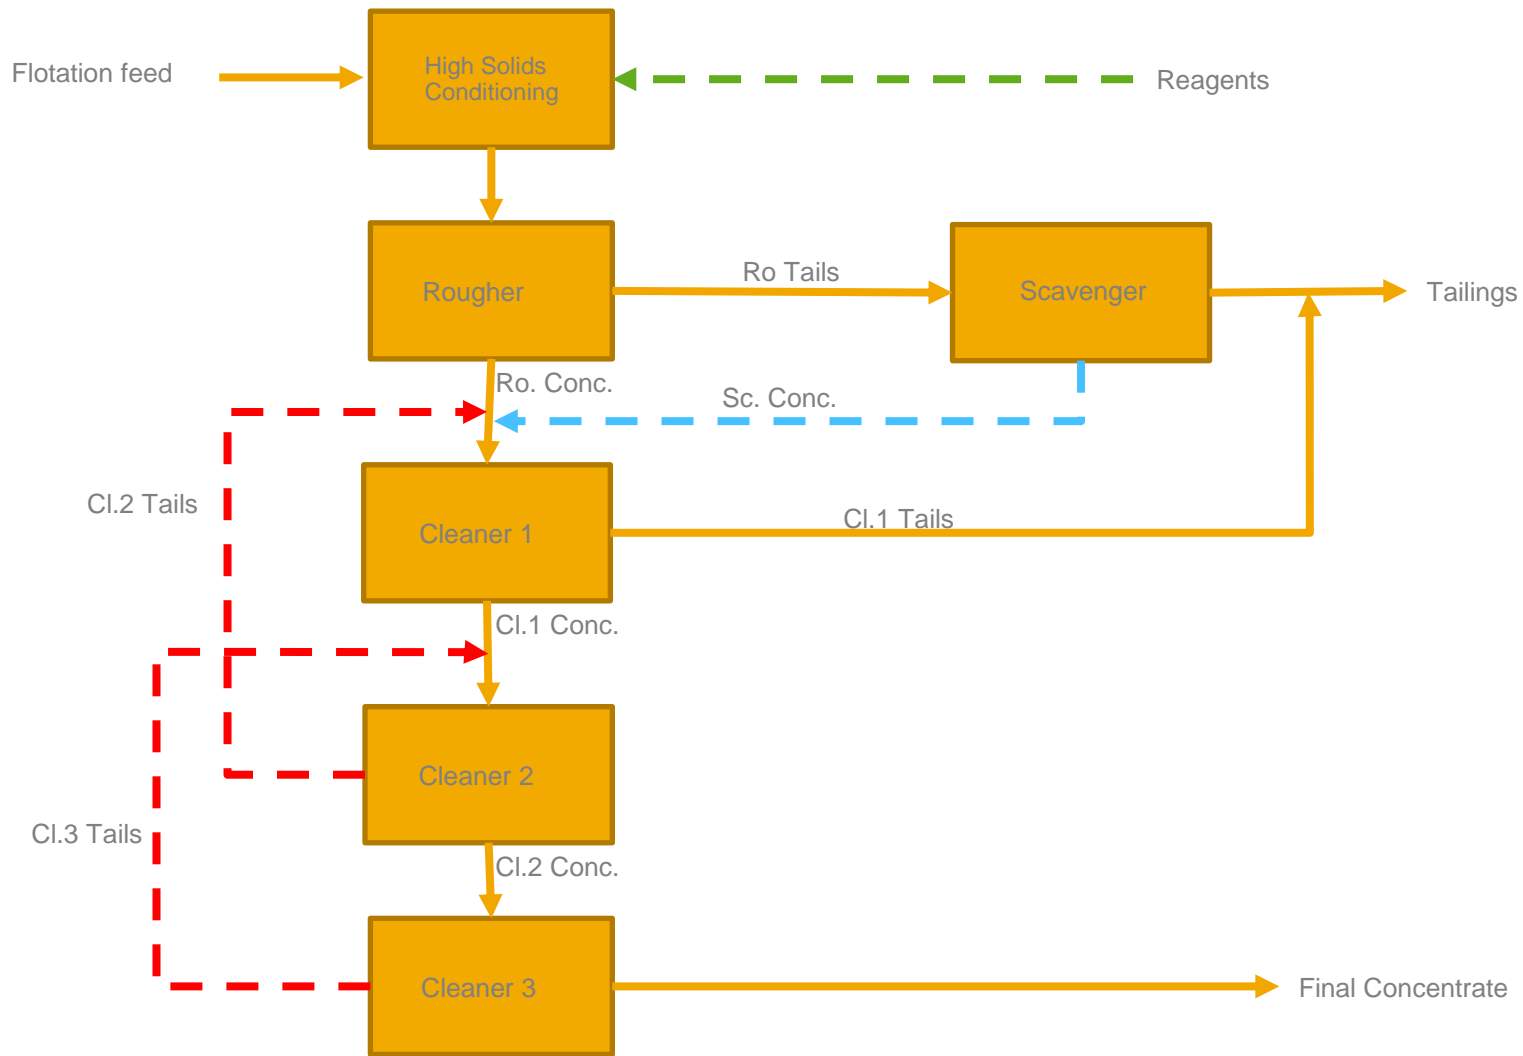 Flotation feed
High Solids
Conditioning
Reagents
Rougher
Ro Tails
Scavenger
Tailings
Ro. Conc.
Sc. Conc.
Cl.2 Tails
Cleaner 1
Cl.1 Tails
Cl.1 Conc.
Cleaner 2
Cl.3 Tails
Cl.2 Conc.
Cleaner 3
Final Concentrate